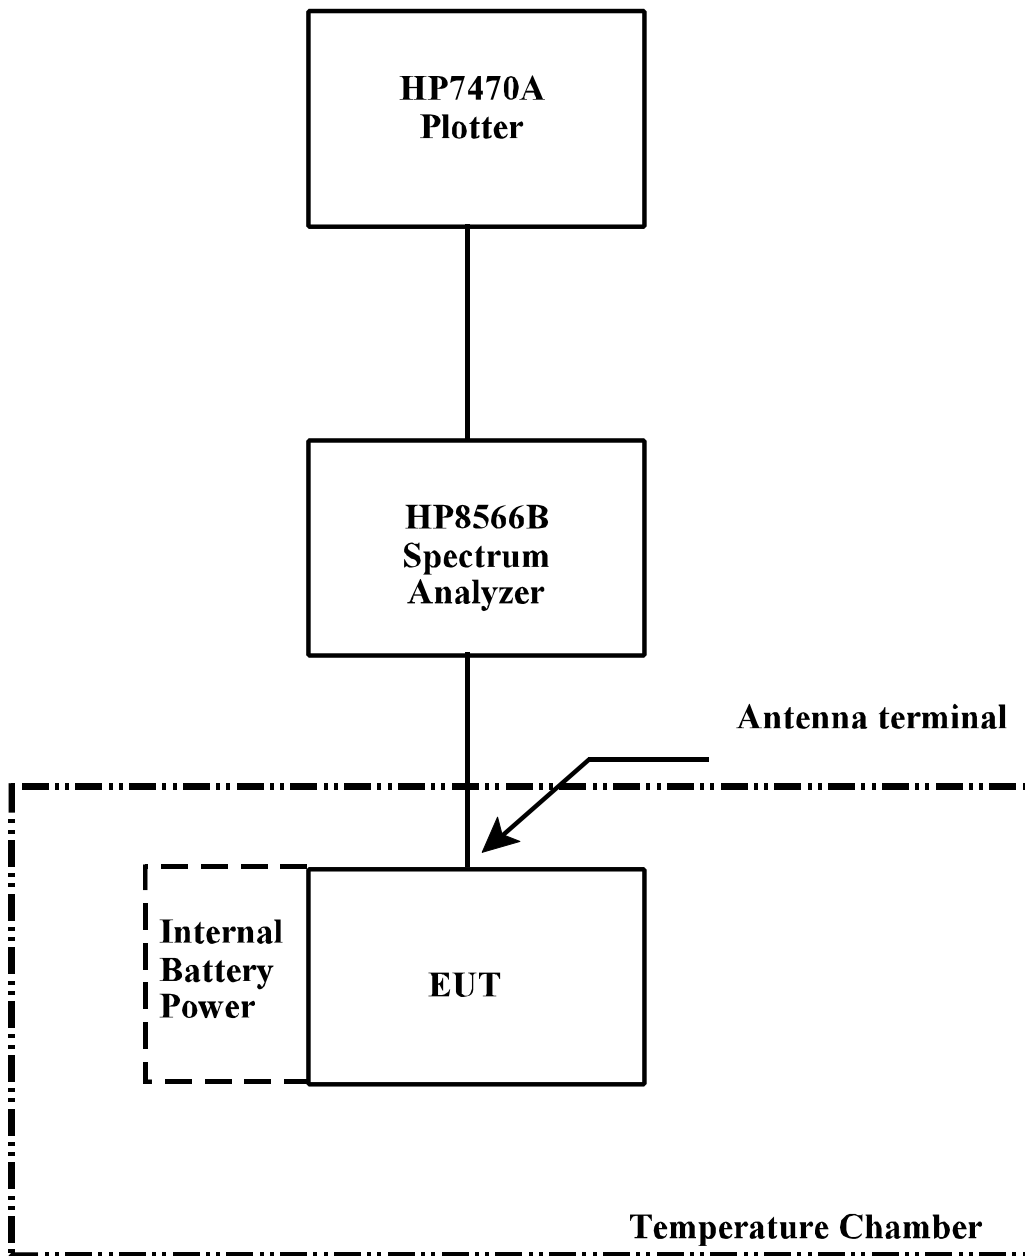 HP7470A
Plotter
HP8566B
Spectrum
Analyzer
Antenna terminal
Internal
Battery
Power
EUT
Temperature Chamber